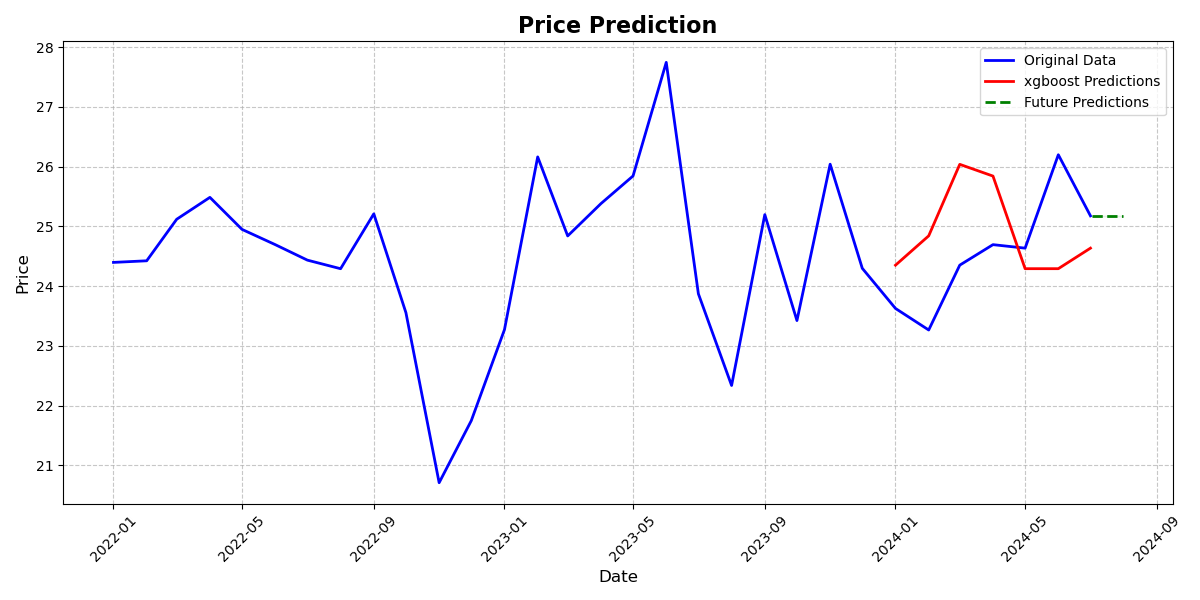 Price Prediction
Original Data
xgboost Predictions
Future Predictions
Price
28
27
26
25
24
23
22
21
2022-01
2022-05
2022-09
2023-01
2023-05
2023-09
2024-01
2024-05
2024-09
Date